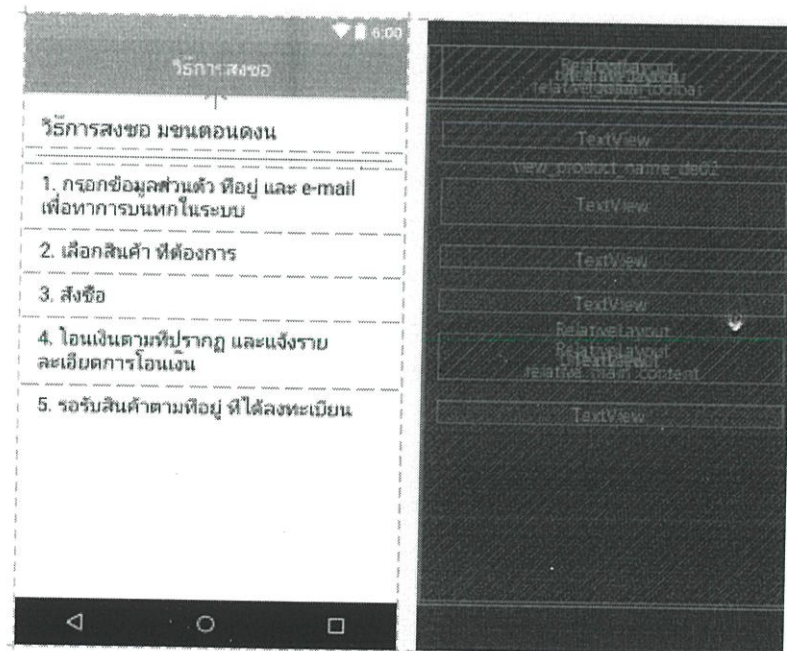 6:00
วิธีการสงซอ
วิธีการสงซอ มขนตอนดงน
1. กรอกข้อมูลส่วนตัว ทีอยู่ และ e-mail
เพื่อทาการบนทกในระบบ
2. เลือกสินค้า ทีต้องการ
3. สังซือ
4. โอนเงินตามทีปรากฏ และแจ้งราย
ละเอียดการโอนเงิน
5. รอรับสินค้าตามทีอยู่ ทีได้ลงทะเบียน
RelativeLayout
TextView
view_product_name_de02
TextView
TextView
TextView
RelativeLayout
RelativeLayout
relative_main_content
TextView